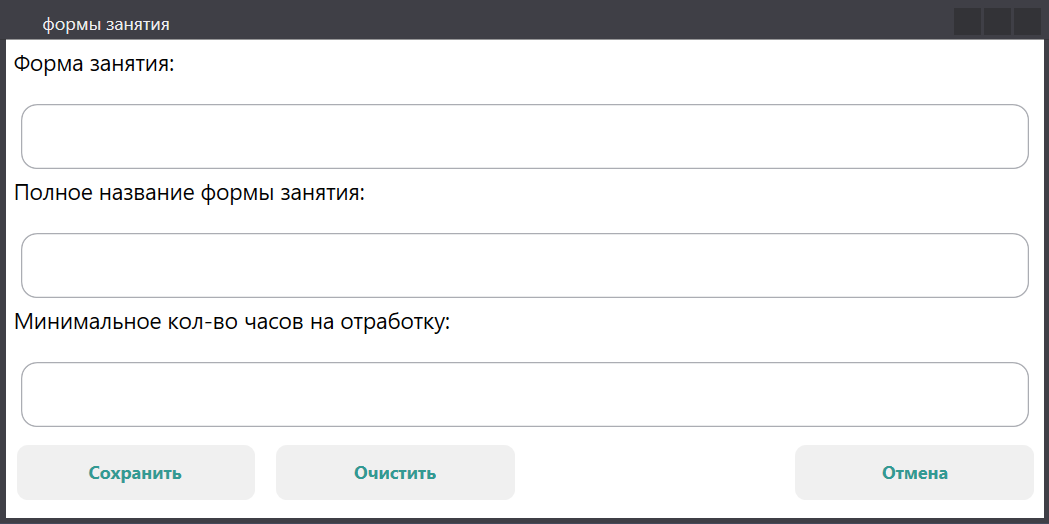 формы занятия
Форма занятия:
Полное название формы занятия:
Минимальное кол-во часов на отработку:
Сохранить
Очистить
Отмена